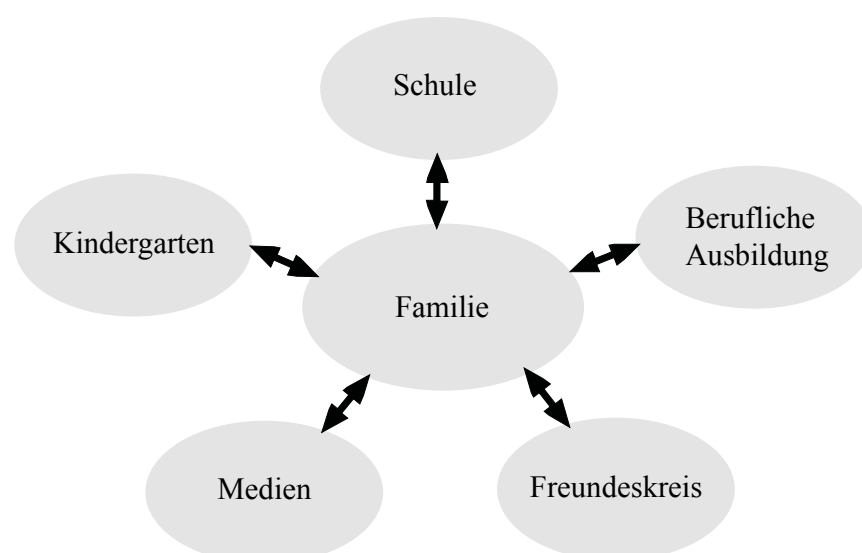 Schule
Kindergarten
Berufliche
Ausbildung
Familie
Medien
Freundeskreis